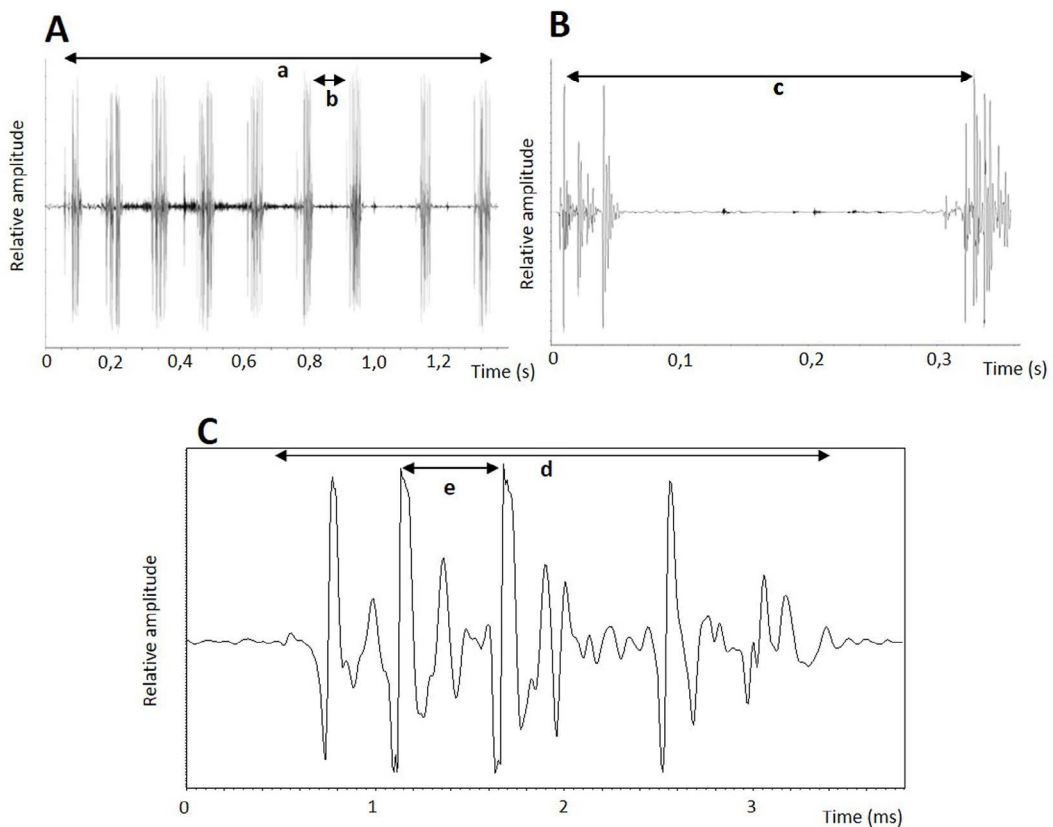 A
a
b
Relative amplitude
0 0,2 0,4 0,6 0,8 1,0 1,2 Time (s)
B
c
Relative amplitude
0 0,1 0,2 0,3 Time (s)
C
d
e
Relative amplitude
0 1 2 3 Time (ms)